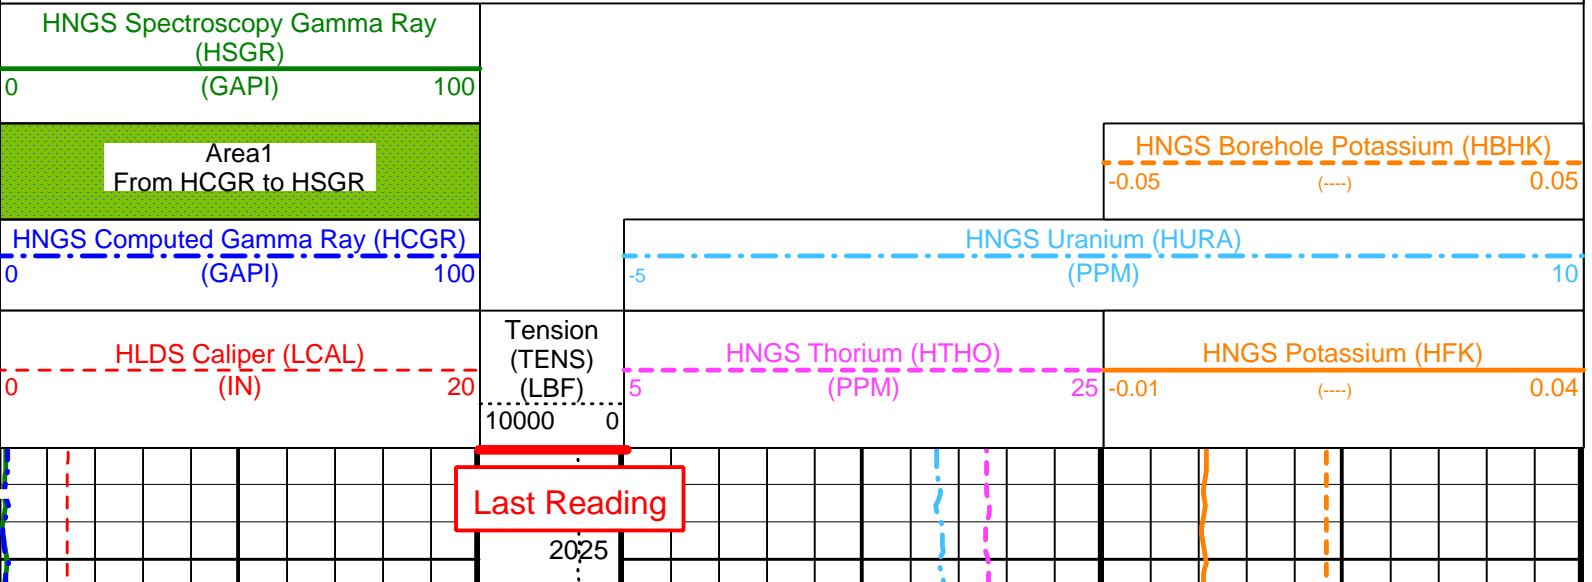 HNGS Spectroscopy Gamma Ray
(HSGR)
0 (GAPI) 100
Area1
From HCGR to HSGR
HNGS Borehole Potassium (HBHK)
-0.05 (----) 0.05
HNGS Computed Gamma Ray (HCGR)
0 (GAPI) 100
HNGS Uranium (HURA)
-5 (PPM) 10
HLDS Caliper (LCAL)
0 (IN) 20
Tension
(TENS)
(LBF)
10000 0
HNGS Thorium (HTHO)
5 (PPM) 25
HNGS Potassium (HFK)
-0.01 (----) 0.04
Last Reading
2025